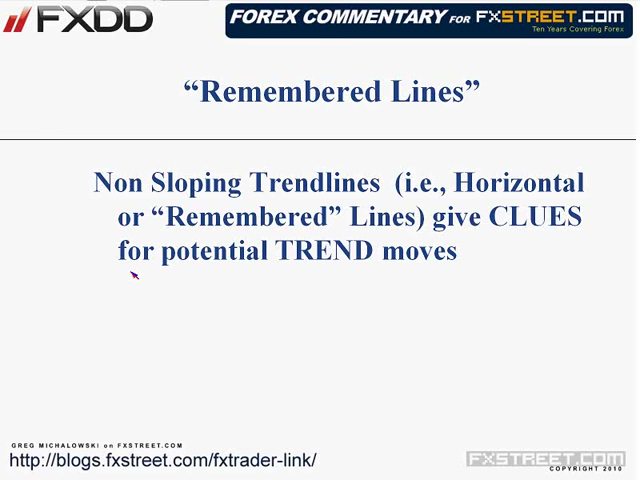 FXDD
FOREX COMMENTARY FOR FXSTREET.COM
Ten Years Covering Forex
“Remembered Lines”
Non Sloping Trendlines (i.e., Horizontal
or “Remembered” Lines) give CLUES
for potential TREND moves
GREG MICHALOWSKI on FXSTREET.COM
http://blogs.fxstreet.com/fxtrader-link/
FXSTREET.COM
COPYRIGHT 2010